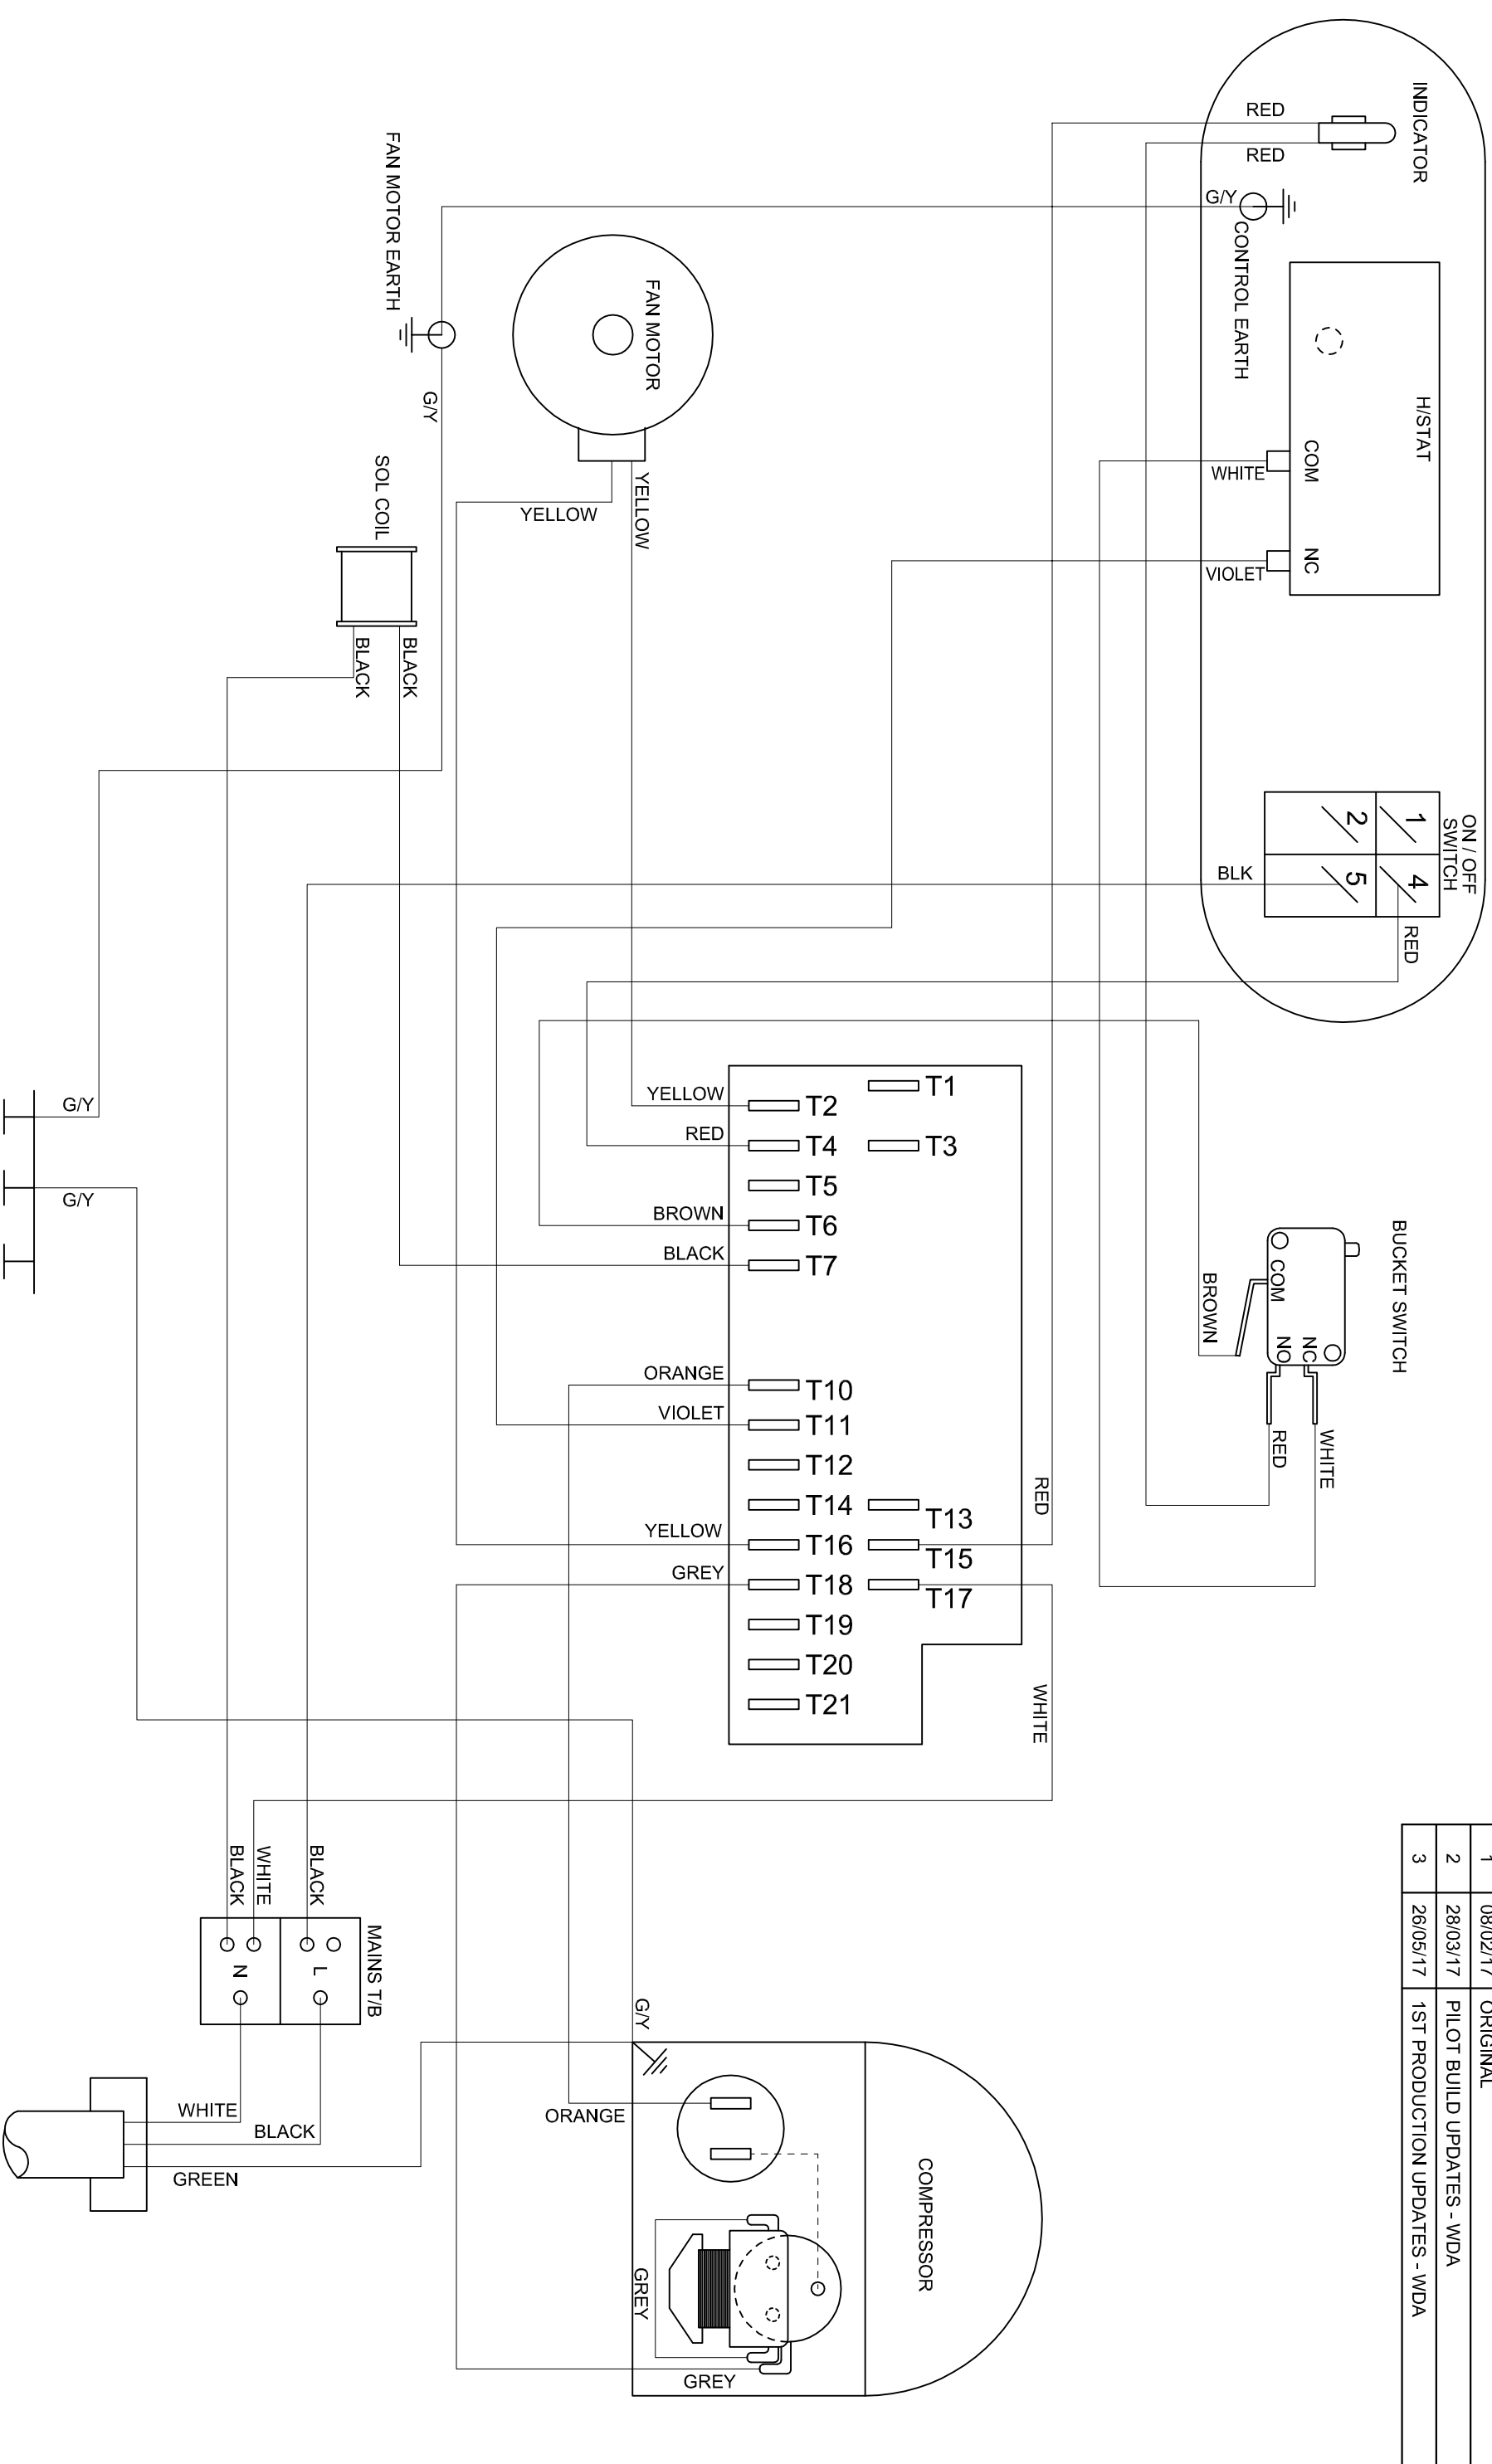 INDICATOR
RED
RED
G/Y
CONTROL EARTH
H/STAT
COM
NC
WHITE
VIOLET
ON / OFF
SWITCH
1
2
4
5
BLK
RED
FAN MOTOR EARTH
G/Y
FAN MOTOR
YELLOW
YELLOW
SOL COIL
BLACK
BLACK
G/Y
G/Y
BUCKET SWITCH
COM
NO
NC
BROWN
RED
WHITE
YELLOW
RED
BROWN
BLACK
ORANGE
VIOLET
YELLOW
GREY
T1
T2
T4
T3
T5
T6
T7
T10
T11
T12
T14
T13
T16
T15
T18
T17
T19
T20
T21
RED
WHITE
BLACK
WHITE
BLACK
MAINS T/B
L
N
WHITE
BLACK
GREEN
G/Y
ORANGE
COMPRESSOR
GREY
GREY
1 08/02/17 ORIGINAL
2 28/03/17 PILOT BUILD UPDATES - WDA
3 26/05/17 1ST PRODUCTION UPDATES - WDA